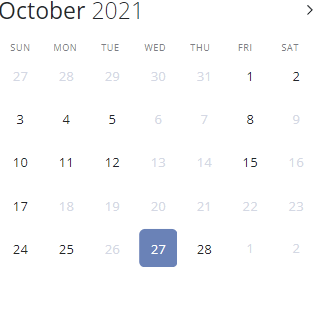 October 2021
SUN MON TUE WED THU FRI SAT
27 28 29 30 31 1 2
3 4 5 6 7 8 9
10 11 12 13 14 15 16
17 18 19 20 21 22 23
24 25 26 27 28 1 2